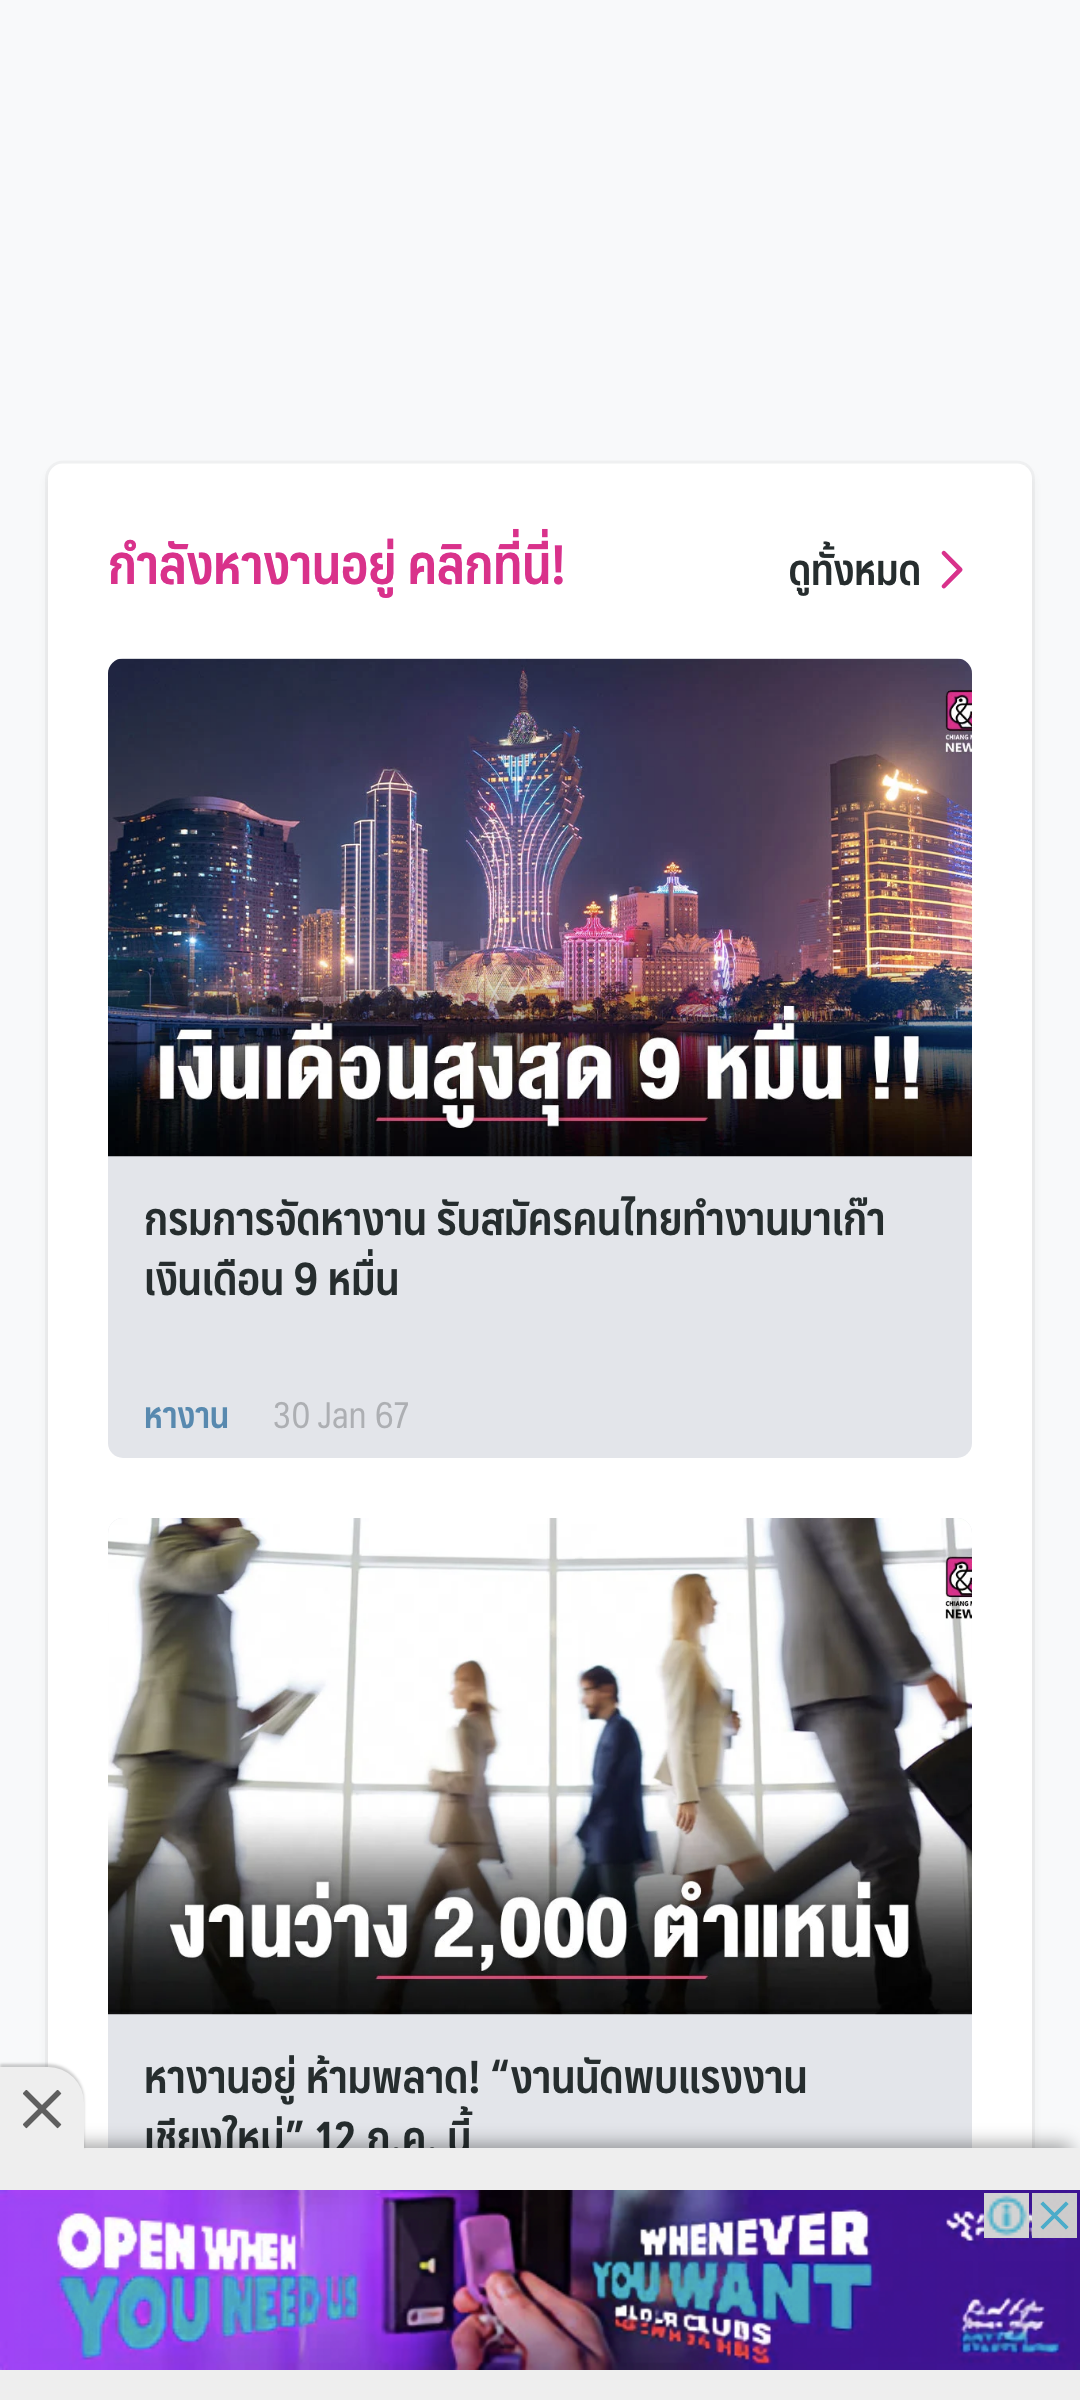 กำลังหางานอยู่ คลิกที่นี่!
ดูทั้งหมด
CHIANG
NEW
เงินเดือนสูงสุด 9 หมื่น !!
กรมการจัดหางาน รับสมัครคนไทยทำงานมาเก๊า
เงินเดือน 9 หมื่น
หางาน 30 Jan 67
CHIANG
NEW
งานว่าง 2,000 ตำแหน่ง
หางานอยู่ ห้ามพลาด! “งานนัดพบแรงงาน
เชียงใหม่” 12 ก.ค. นี้
OPEN WHEN
YOU NEED US
WHENEVER
YOU WANT
CLUBS
24 HRS